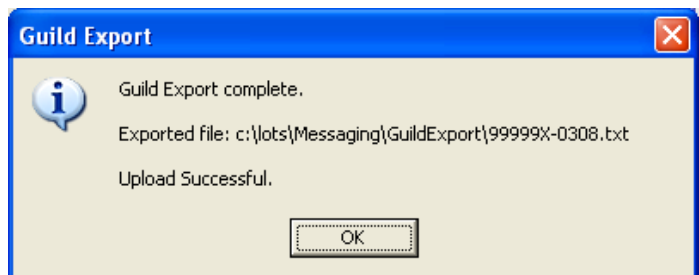 Guild Export
Guild Export complete.
Exported file: c:\lots\Messaging\GuildExport\99999X-0308.txt
Upload Successful.
OK